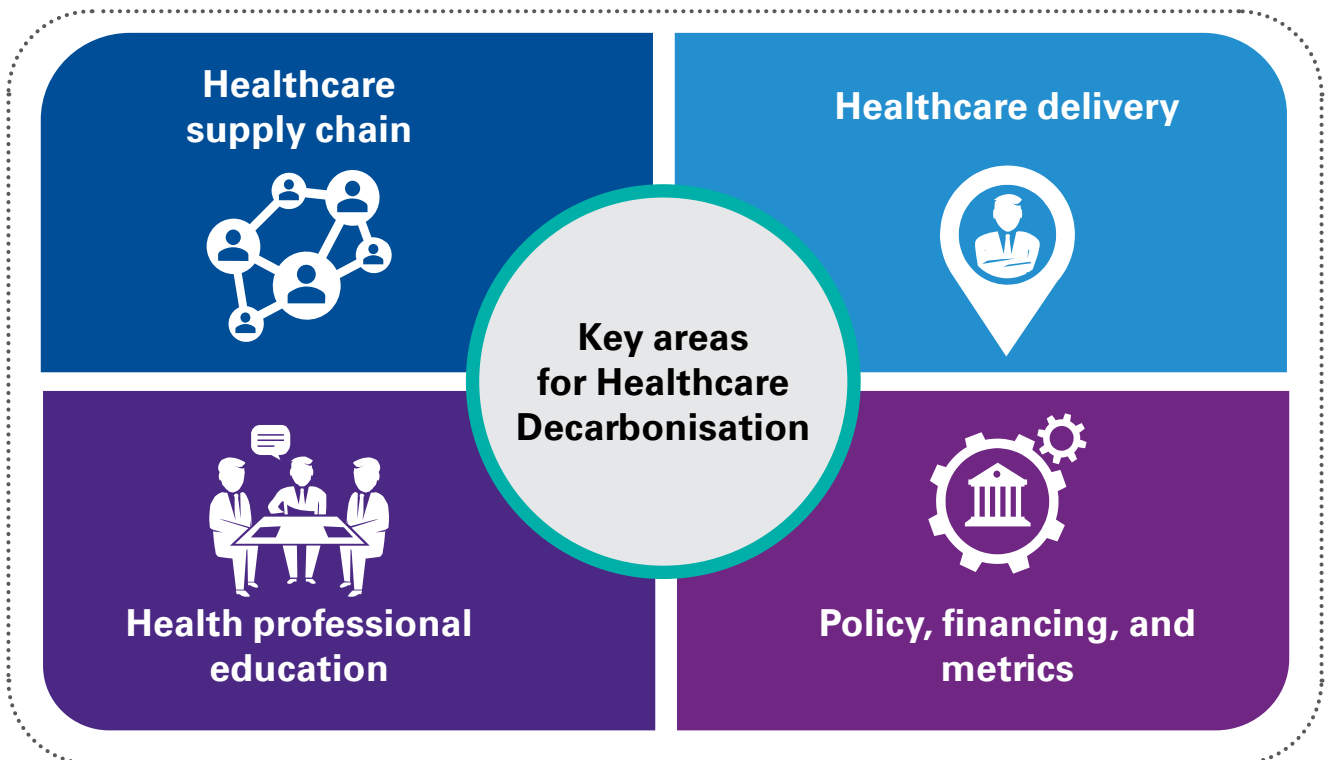 Healthcare
supply chain
Healthcare delivery
Key areas
for Healthcare
Decarbonisation
Health professional
education
Policy, financing, and
metrics